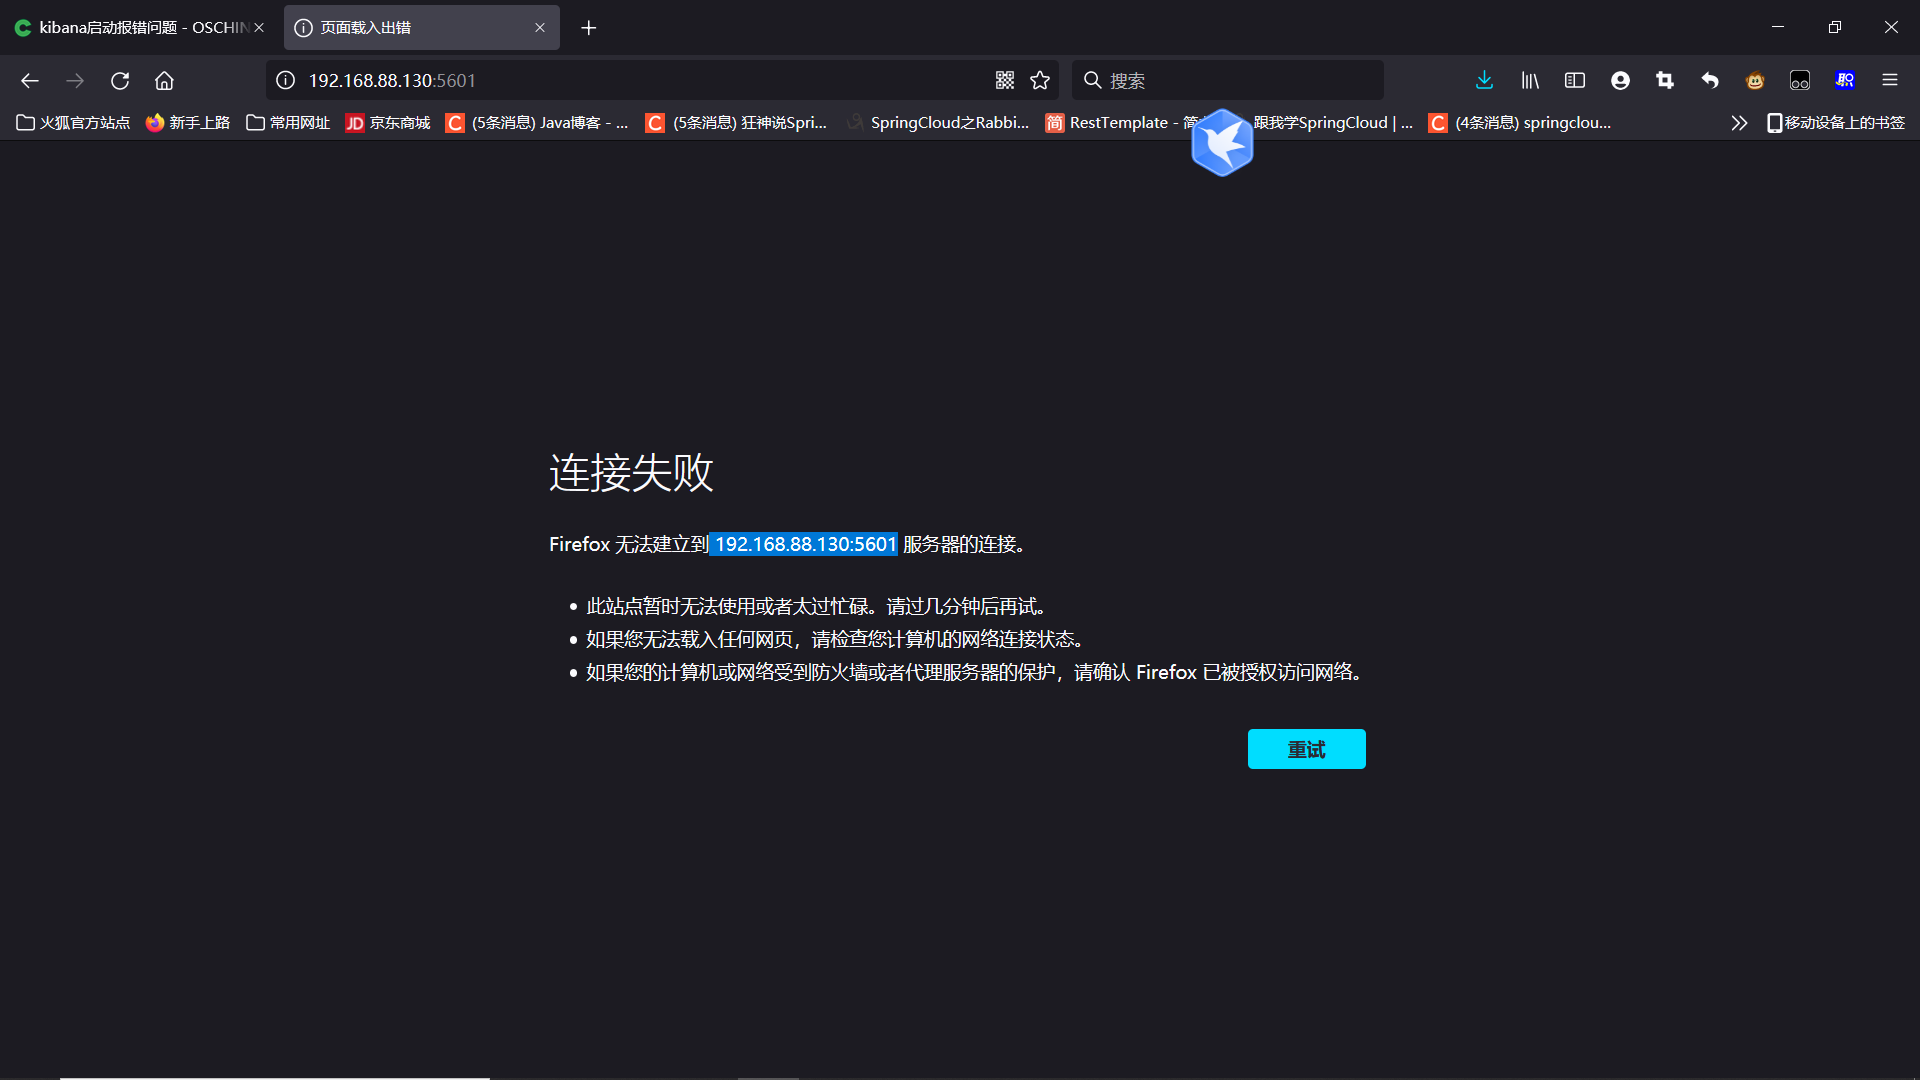 kibana启动报错问题 - OSCHIN
页面载入出错
192.168.88.130:5601
搜索
火狐官方站点
新手上路
常用网址
JD 京东商城
C (5条消息) Java博客 - ...
C (5条消息) 狂神说Spri...
SpringCloud之Rabbi...
简 RestTemplate - 简
跟我学SpringCloud | ...
C (4条消息) springclou...
移动设备上的书签
连接失败
Firefox 无法建立到 192.168.88.130:5601 服务器的连接。
此站点暂时无法使用或者太过忙碌。请过几分钟后再试。
如果您无法载入任何网页，请检查您计算机的网络连接状态。
如果您的计算机或网络受到防火墙或者代理服务器的保护，请确认 Firefox 已被授权访问网络。
重试